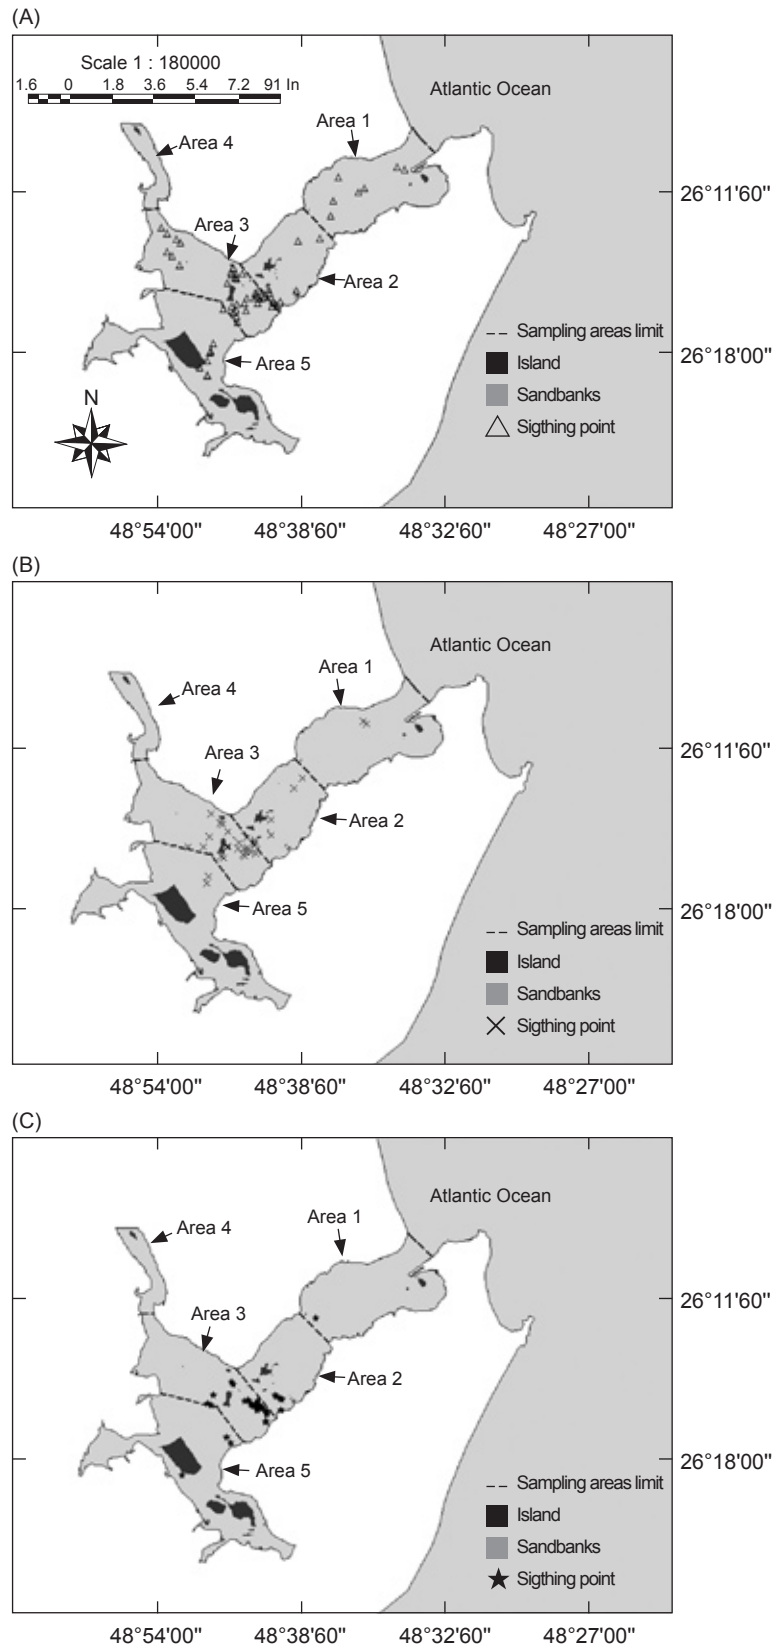 (A)
Scale 1 : 180000
1.6 0 1.8 3.6 5.4 7.2 91 In
Atlantic Ocean
Area 1
Area 4
Area 3
Area 2
Area 5
N
26°11'60"
26°18'00"
Sampling areas limit
Island
Sandbanks
Sigthing point
48°54'00" 48°38'60" 48°32'60" 48°27'00"
(B)
Atlantic Ocean
Area 1
Area 4
Area 3
Area 2
Area 5
26°11'60"
26°18'00"
Sampling areas limit
Island
Sandbanks
Sigthing point
48°54'00" 48°38'60" 48°32'60" 48°27'00"
(C)
Atlantic Ocean
Area 1
Area 4
Area 3
Area 2
Area 5
26°11'60"
26°18'00"
Sampling areas limit
Island
Sandbanks
Sigthing point
48°54'00" 48°38'60" 48°32'60" 48°27'00"